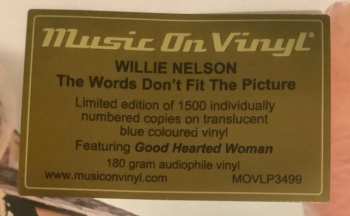 Music On Vinyl®
WILLIE NELSON
The Words Don't Fit The Picture
Limited edition of 1500 individually
numbered copies on translucent
blue coloured vinyl
Featuring Good Hearted Woman
180 gram audiophile vinyl
www.musiconvinyl.com MOVLP3499